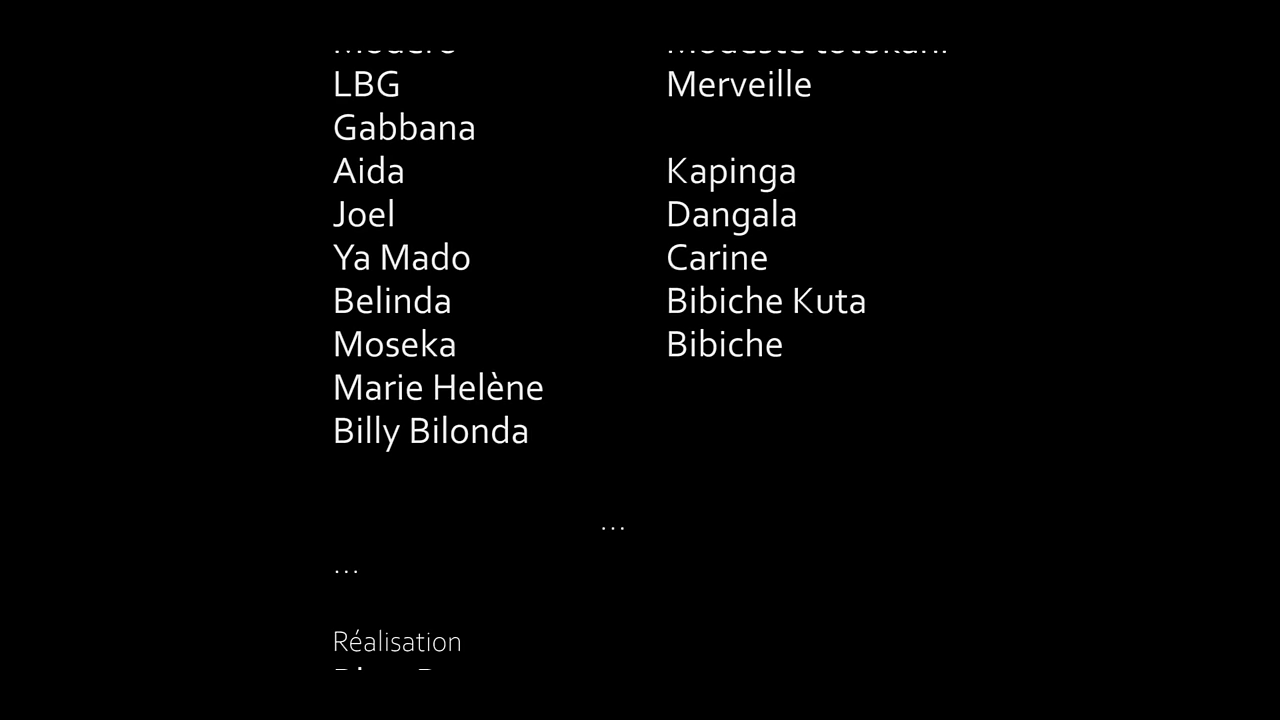 LBG Merveille
Gabbana
Aida Kapinga
Joel Dangala
Ya Mado Carine
Belinda Bibiche Kuta
Moseka Bibiche
Marie Helène
Billy Bilonda
...
...
Réalisation